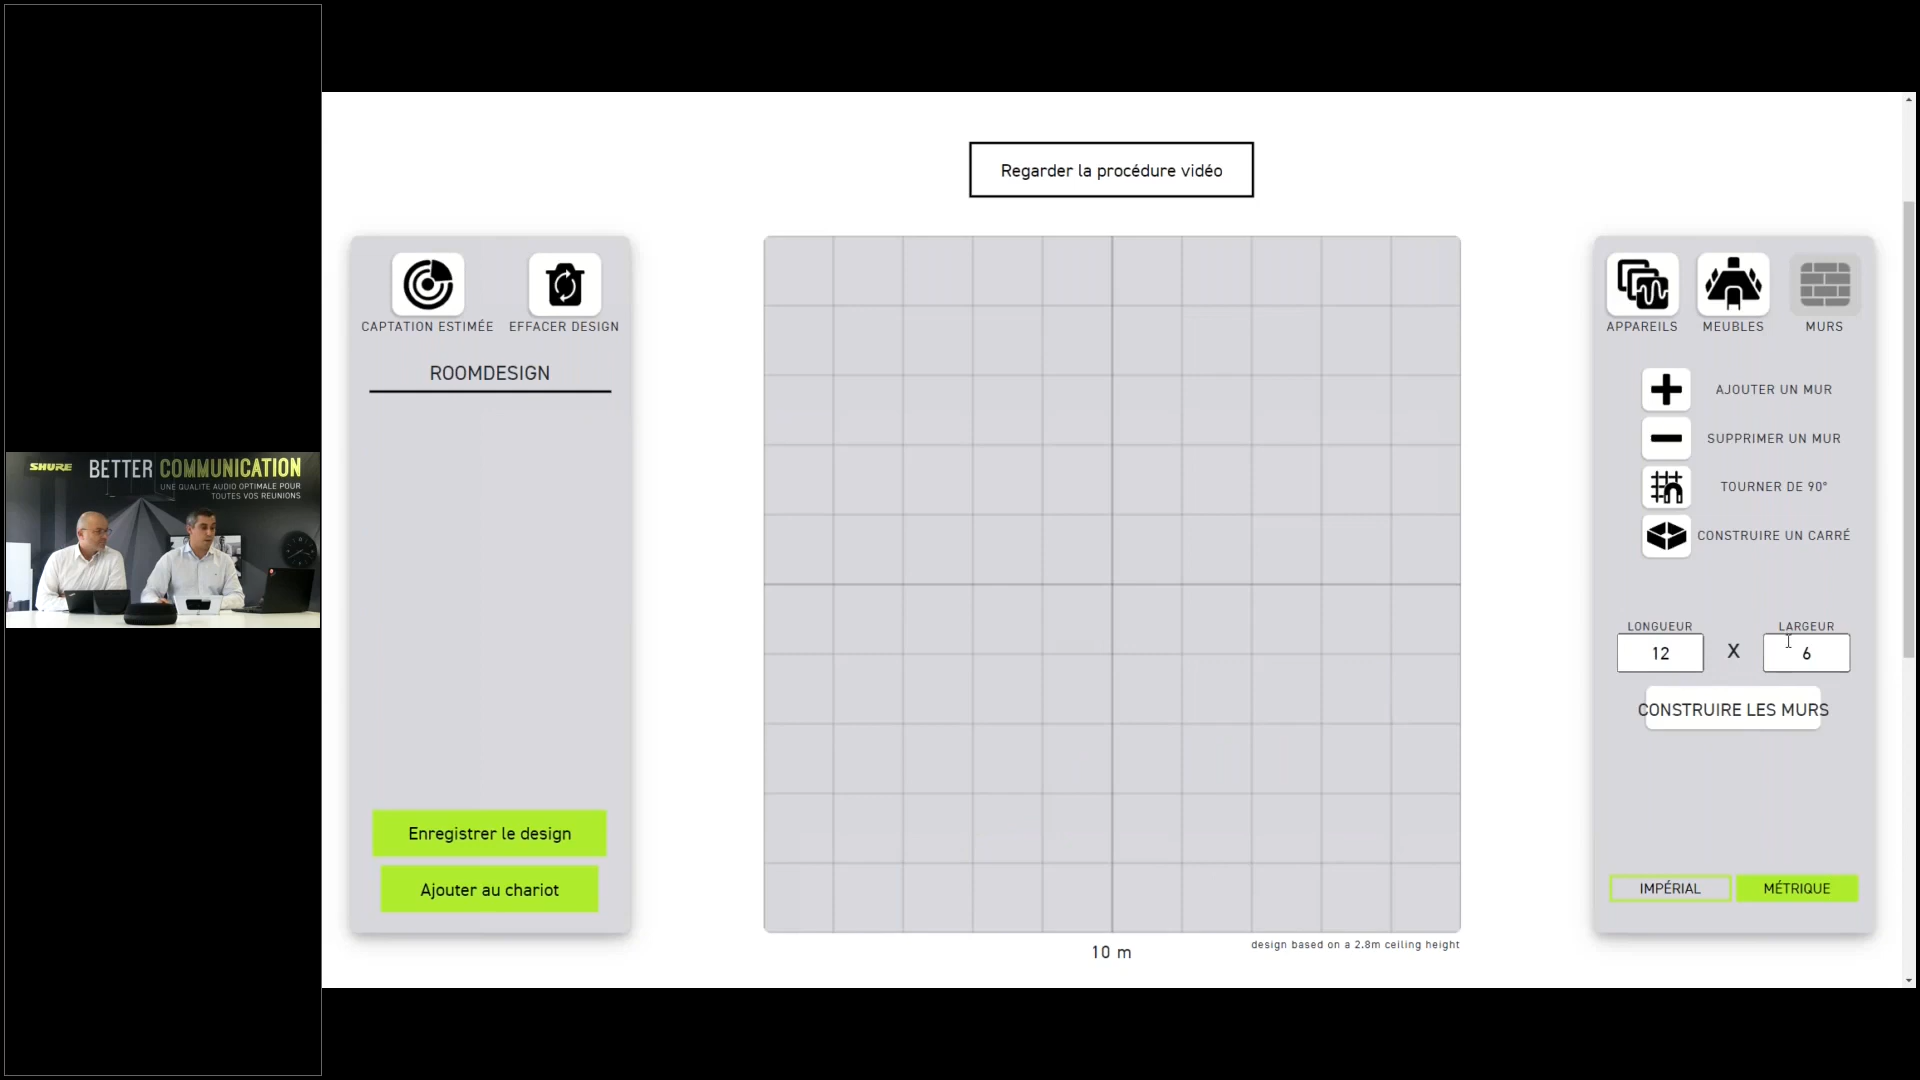 SHURE BETTER COMMUNICATION
UNE QUALITE AUDIO OPTIMALE POUR
TOUTES VOS REUNIONS
Regarder la procédure vidéo
CAPTATION ESTIMÉE EFFACER DESIGN
ROOMDESIGN
Enregistrer le design
Ajouter au chariot
10 m
design based on a 2.8m ceiling height
APPAREILS MEUBLES MURS
AJOUTER UN MUR
SUPPRIMER UN MUR
TOURNER DE 90°
CONSTRUIRE UN CARRÉ
LONGUEUR LARGEUR
12 X 6
CONSTRUIRE LES MURS
IMPÉRIAL MÉTRIQUE